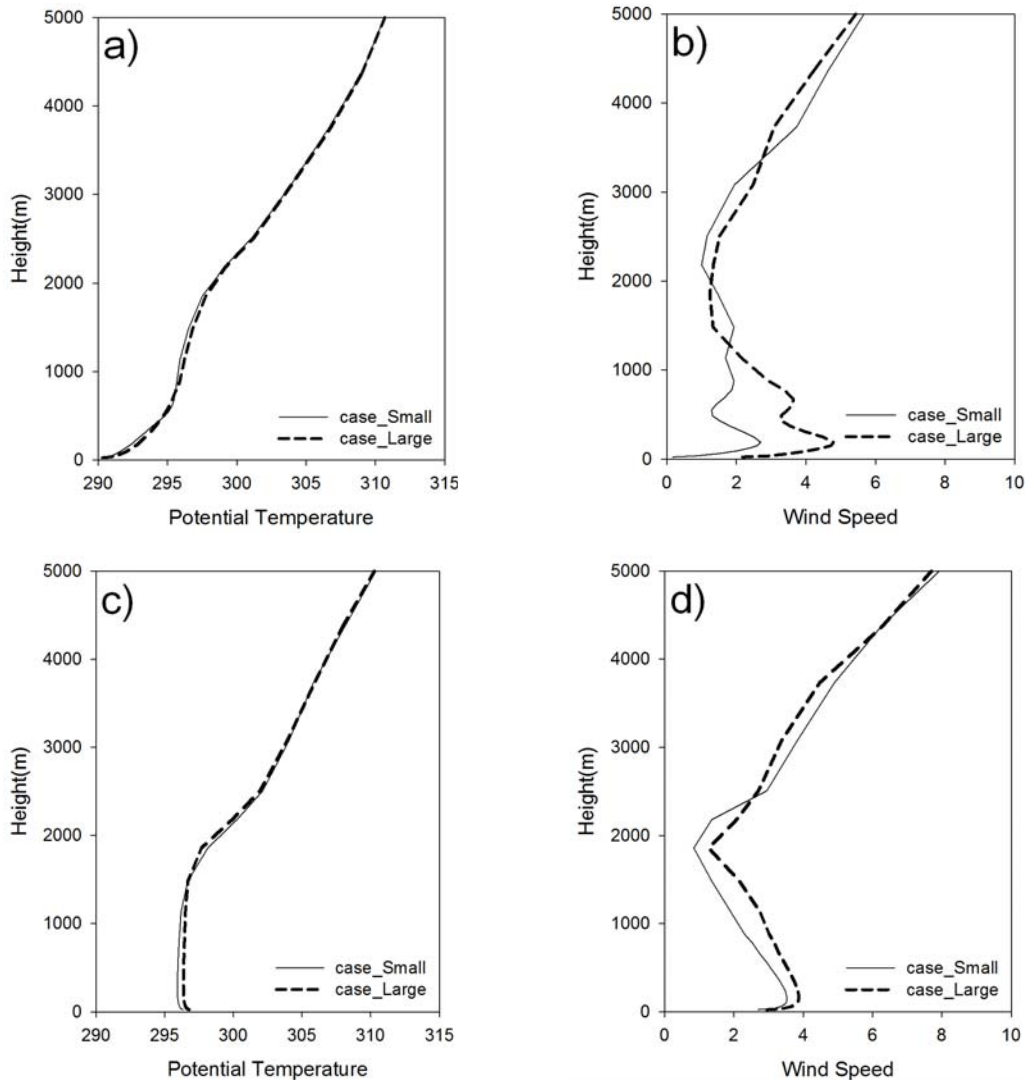 a)
5000
4000
3000
2000
1000
0
Height(m)
case_Small
case_Large
290 295 300 305 310 315
Potential Temperature
b)
5000
4000
3000
2000
1000
0
Height(m)
case_Small
case_Large
0 2 4 6 8 10
Wind Speed
c)
5000
4000
3000
2000
1000
0
Height(m)
case_Small
case_Large
290 295 300 305 310 315
Potential Temperature
d)
5000
4000
3000
2000
1000
0
Height(m)
case_Small
case_Large
0 2 4 6 8 10
Wind Speed